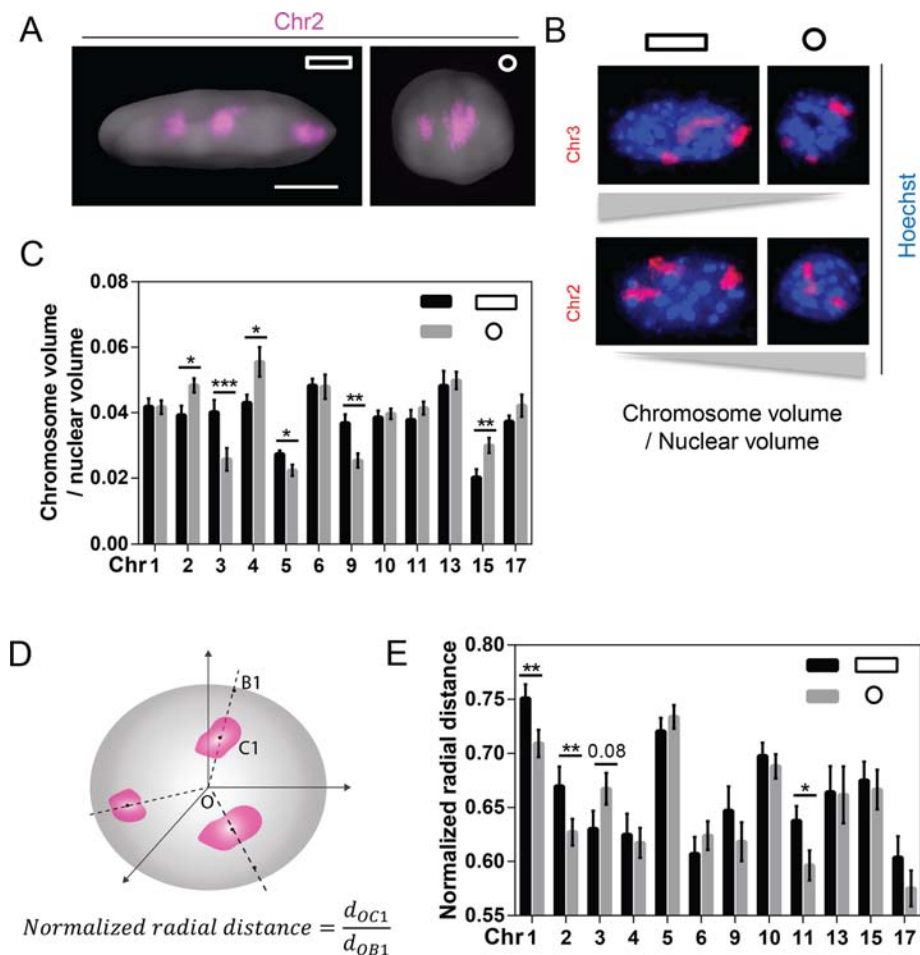 A
Chr2
B
Chr3
Chr2
Hoechst
Chromosome volume
/ Nuclear volume
C
Chromosome volume
/ nuclear volume
0.08
0.06
0.04
0.02
0.00
* *** * * ** **
Chr 1 2 3 4 5 6 9 10 11 13 15 17
D
B1
C1
O
Normalized radial distance = d_OC1 / d_OB1
E
Normalized radial distance
0.80
0.75
0.70
0.65
0.60
0.55
** ** 0.08 *
Chr 1 2 3 4 5 6 9 10 11 13 15 17